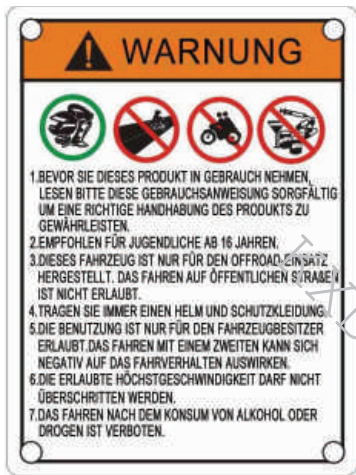 WARNUNG
1.BEVOR SIE DIESES PRODUKT IN GEBRAUCH NEHMEN,
LESEN BITTE DIESE GEBRAUCHSANWEISUNG SORGFÄLTIG
UM EINE RICHTIGE HANDHABUNG DES PRODUKTS ZU
GEWÄHRLEISTEN.
2.EMPFOHLEN FÜR JUGENDLICHE AB 16 JAHREN.
3.DIESES FAHRZEUG IST NUR FÜR DEN OFFROAD-EINSATZ
HERGESTELLT. DAS FAHREN AUF ÖFFENTLICHEN STRAßEN
IST NICHT ERLAUBT.
4.TRAGEN SIE IMMER EINEN HELM UND SCHUTZKLEIDUNG.
5.DIE BENUTZUNG IST NUR FÜR DEN FAHRZEUGBESITZER
ERLAUBT.DAS FAHREN MIT EINEM ZWEITEN KANN SICH
NEGATIV AUF DAS FAHRVERHALTEN AUSWIRKEN.
6.DIE ERLAUBTE HÖCHSTGESCHWINDIGKEIT DARF NICHT
ÜBERSCHRITTEN WERDEN.
7.DAS FAHREN NACH DEM KONSUM VON ALKOHOL ODER
DROGEN IST VERBOTEN.